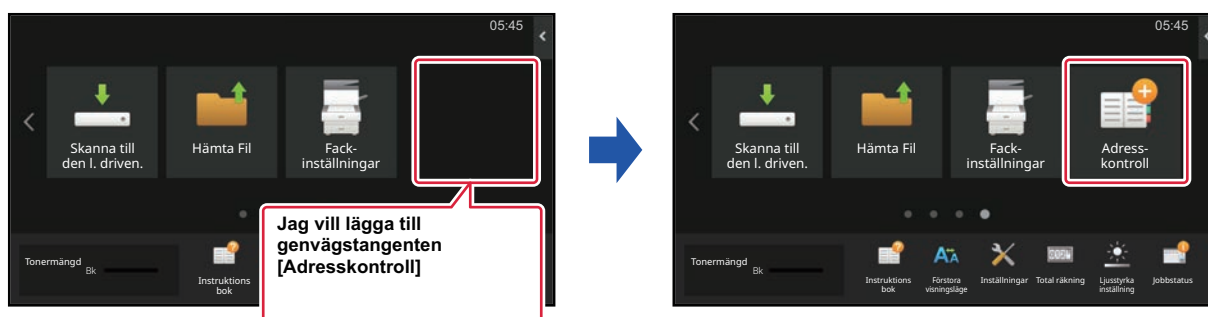 05:45
Skanna till
den l. driven.
Hämta Fil
Fack-
inställningar
Jag vill lägga till
genvägstangenten
[Adresskontroll]
Tonermängd
Bk
Instruktions
bok
05:45
Skanna till
den l. driven.
Hämta Fil
Fack-
inställningar
Adress-
kontroll
Tonermängd
Bk
Instruktions
bok
Förstora
visningsläge
Inställningar
Total räkning
Ljusstyrka
inställning
Jobbstatus